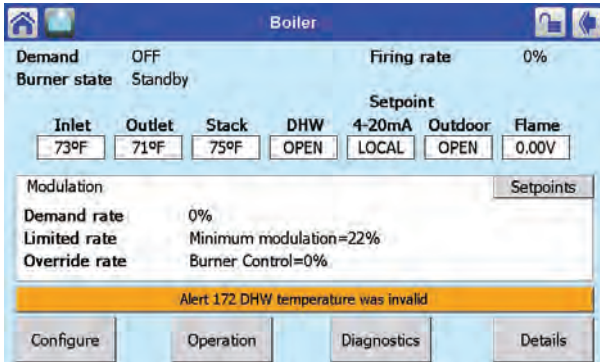 Boiler
Demand OFF Firing rate 0%
Burner state Standby
Setpoint
Inlet Outlet Stack DHW 4-20mA Outdoor Flame
73ºF 71ºF 75ºF OPEN LOCAL OPEN 0.00V
Modulation Setpoints
Demand rate 0%
Limited rate Minimum modulation=22%
Override rate Burner Control=0%
Alert 172 DHW temperature was invalid
Configure Operation Diagnostics Details